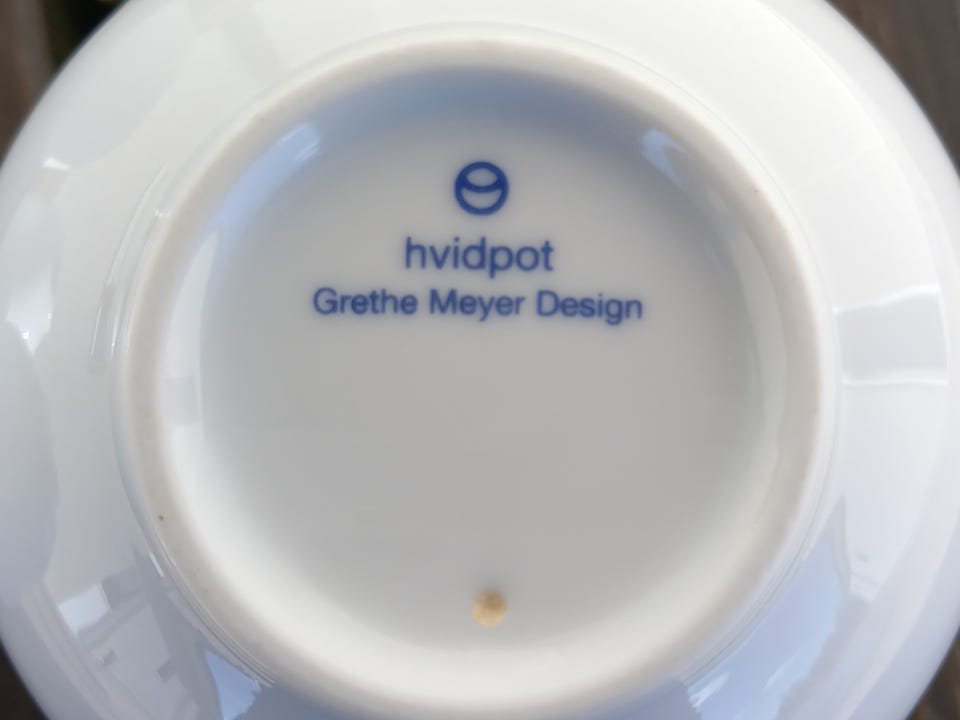 hvidpot
Grethe Meyer Design